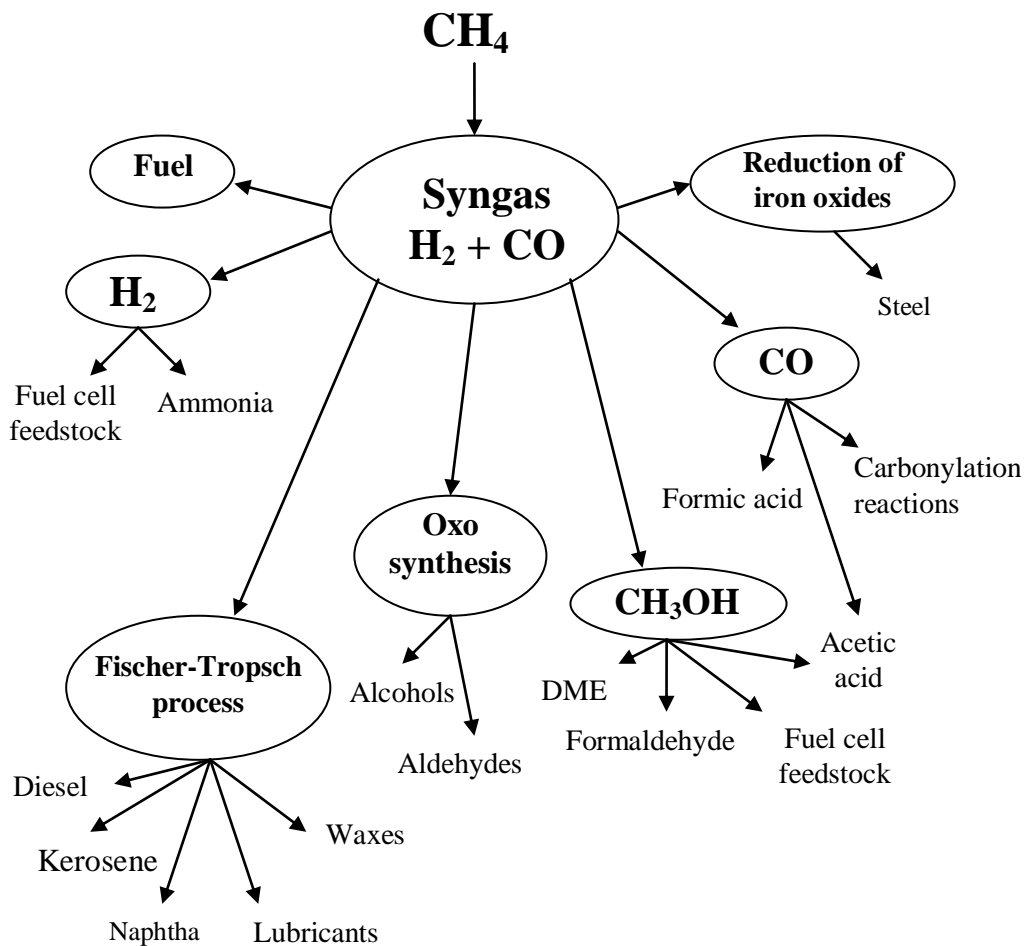 CH₄
Fuel
Syngas
H₂ + CO
Reduction of
iron oxides
H₂
Steel
CO
Fuel cell
feedstock
Ammonia
Formic acid
Carbonylation
reactions
Oxo
synthesis
CH₃OH
Fischer-Tropsch
process
Alcohols
Aldehydes
DME
Formaldehyde
Fuel cell
feedstock
Acetic
acid
Diesel
Kerosene
Naphtha
Lubricants
Waxes